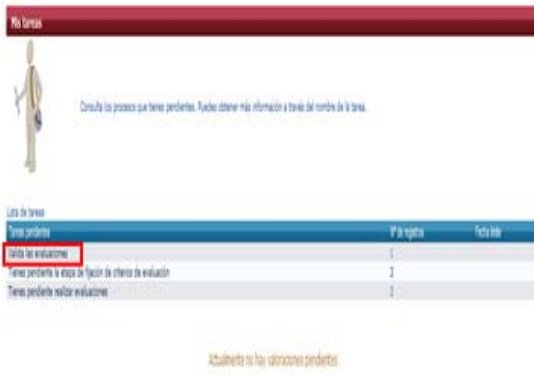 Mis tareas
Consulta los procesos que tienes pendientes. Puedes obtener más información a través del nombre de la tarea.
Lista de tareas
Tareas pendientes Nº de registros Fecha límite
Valida las evaluaciones 1
Tienes pendiente la etapa de fijación de criterios de evaluación 2
Tienes pendiente realizar evaluaciones 2
Actualmente no hay valoraciones pendientes